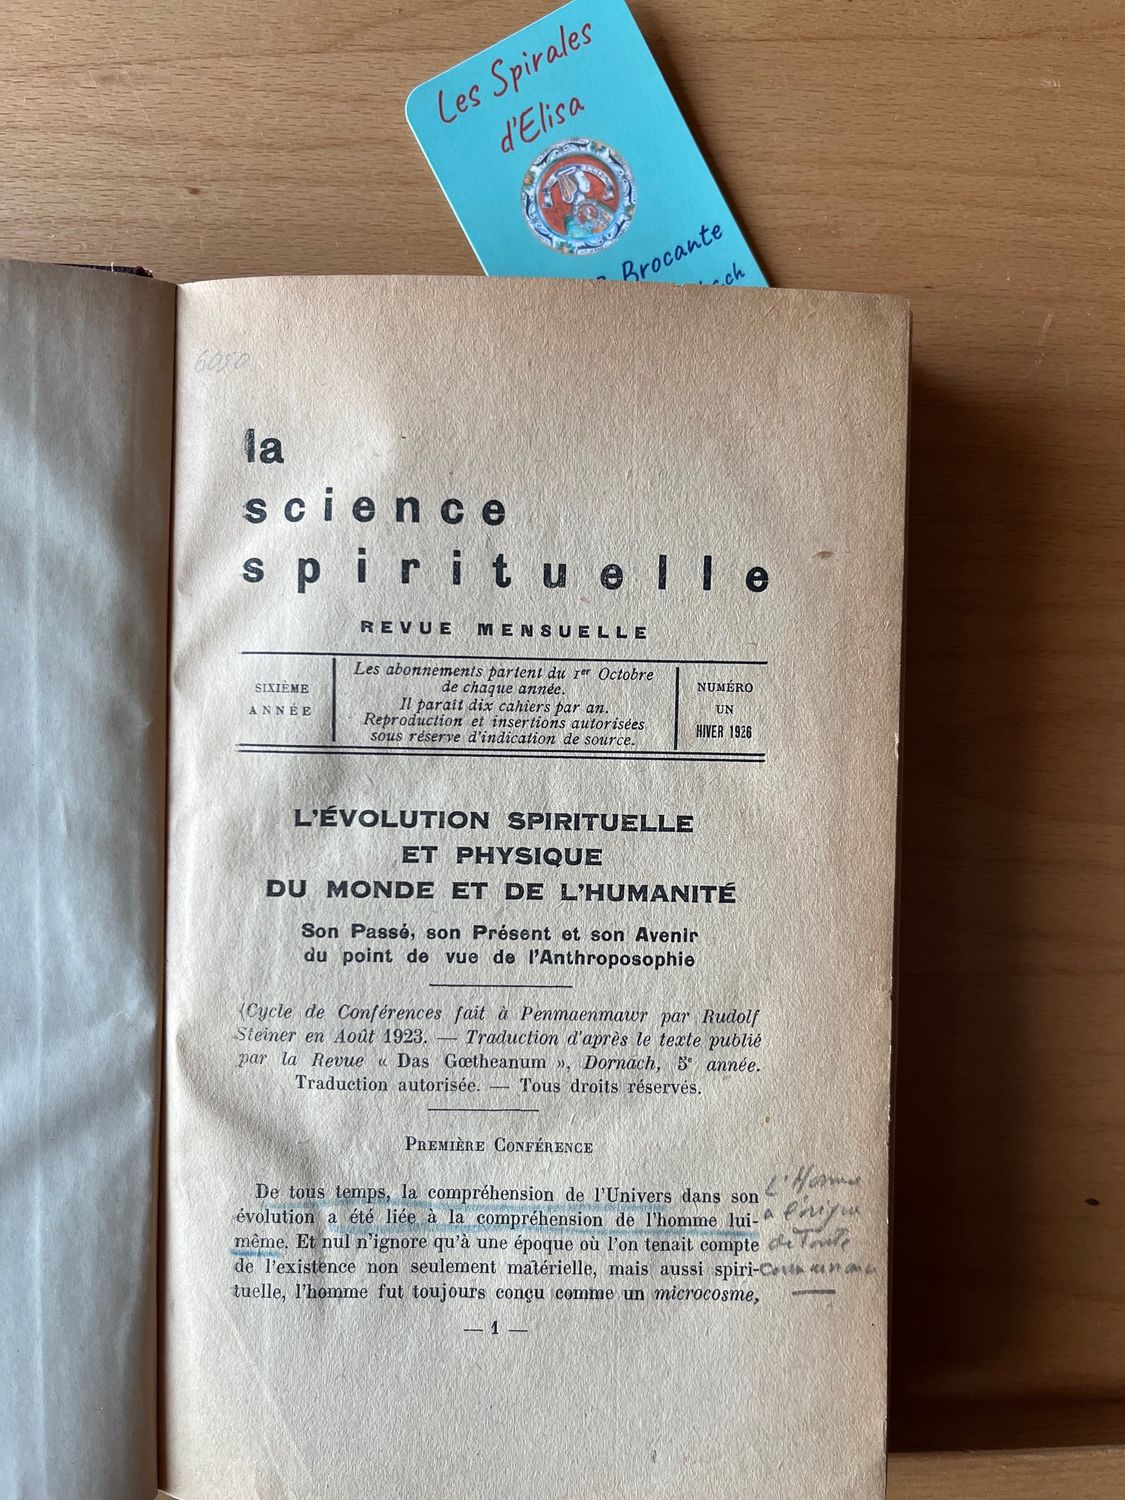 Les Spirales
d'Elisa
Brocante
.ch
6050
la
science
spirituelle
REVUE MENSUELLE
SIXIÈME
ANNÉE
Les abonnements partent du 1er Octobre
de chaque année.
Il parait dix cahiers par an.
Reproduction et insertions autorisées
sous réserve d'indication de source.
NUMÉRO
UN
HIVER 1926
L'ÉVOLUTION SPIRITUELLE
ET PHYSIQUE
DU MONDE ET DE L'HUMANITÉ
Son Passé, son Présent et son Avenir
du point de vue de l'Anthroposophie
(Cycle de Conférences fait à Penmaenmawr par Rudolf
Steiner en Août 1923. — Traduction d'après le texte publié
par la Revue « Das Gœtheanum », Dornach, 5e année.
Traduction autorisée. — Tous droits réservés.
PREMIÈRE CONFÉRENCE
De tous temps, la compréhension de l'Univers dans son
évolution a été liée à la compréhension de l'homme lui-
même. Et nul n'ignore qu'à une époque où l'on tenait compte
de l'existence non seulement matérielle, mais aussi spiri-
tuelle, l'homme fut toujours conçu comme un microcosme,
L'Homme
à l'origine
de Toute
— 1 —